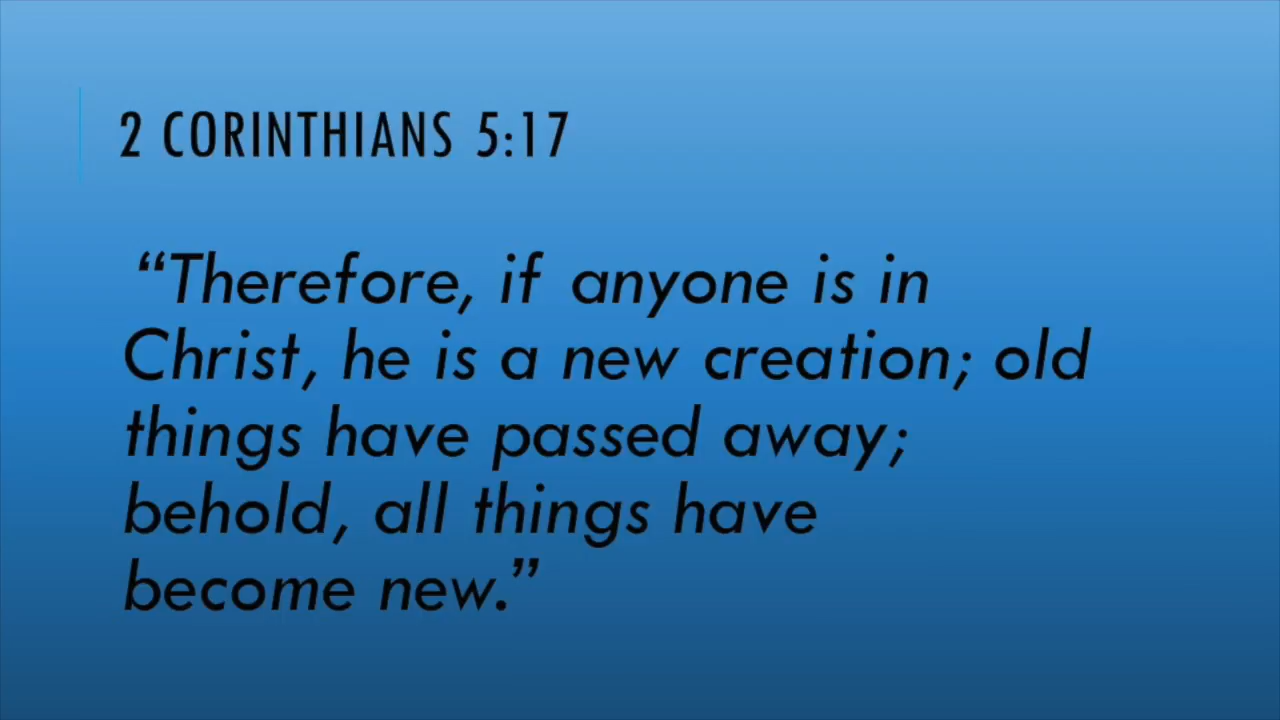 2 CORINTHIANS 5:17
“Therefore, if anyone is in
Christ, he is a new creation; old
things have passed away;
behold, all things have
become new.”